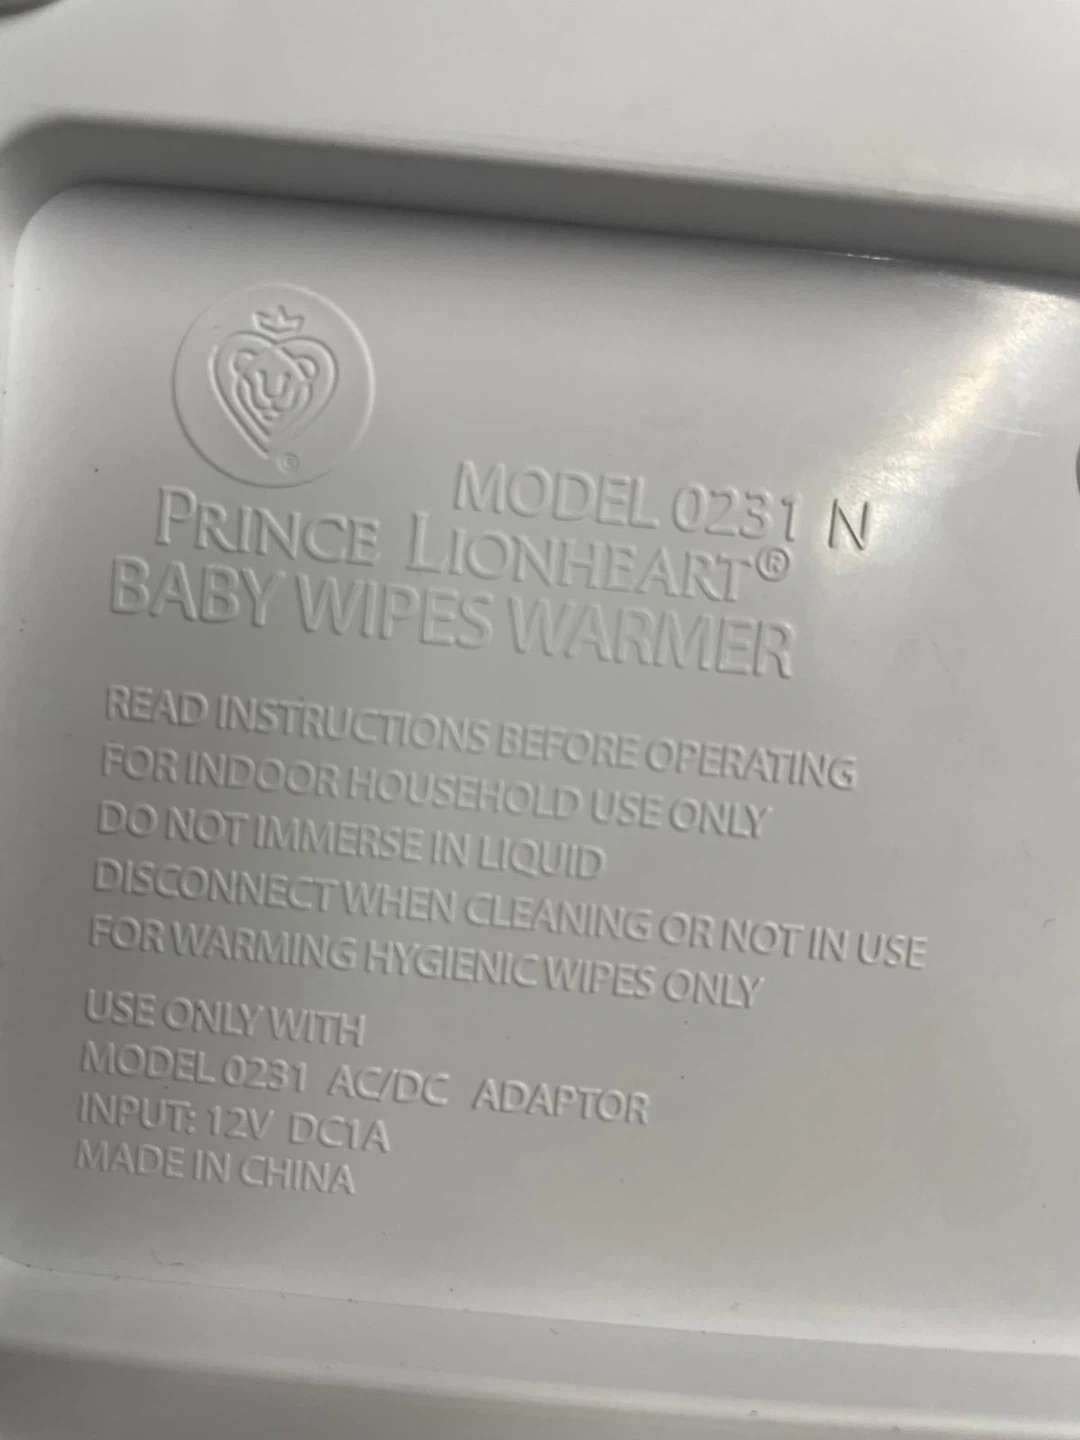 ®
MODEL 0231 N
PRINCE LIONHEART®
BABY WIPES WARMER
READ INSTRUCTIONS BEFORE OPERATING
FOR INDOOR HOUSEHOLD USE ONLY
DO NOT IMMERSE IN LIQUID
DISCONNECT WHEN CLEANING OR NOT IN USE
FOR WARMING HYGIENIC WIPES ONLY
USE ONLY WITH
MODEL 0231 AC/DC ADAPTOR
INPUT: 12V DC1A
MADE IN CHINA